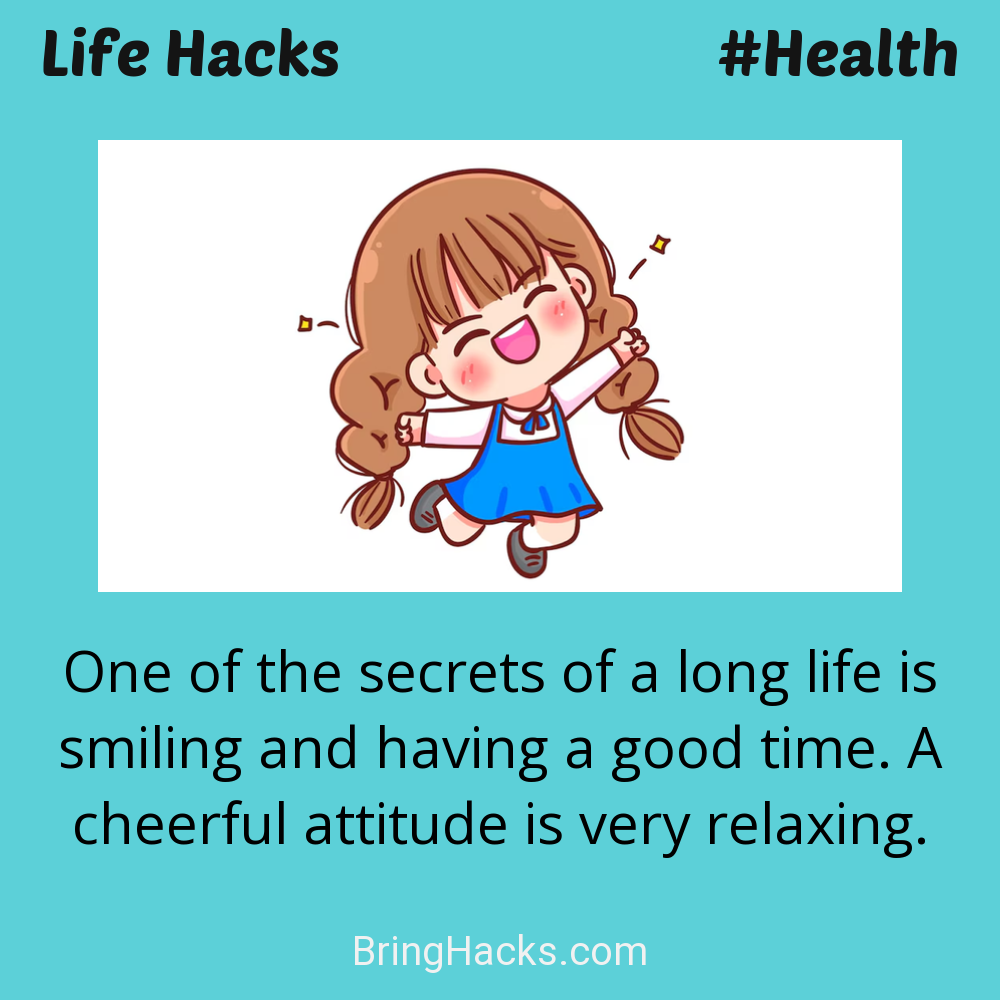 Life Hacks
#Health
One of the secrets of a long life is
smiling and having a good time. A
cheerful attitude is very relaxing.
BringHacks.com